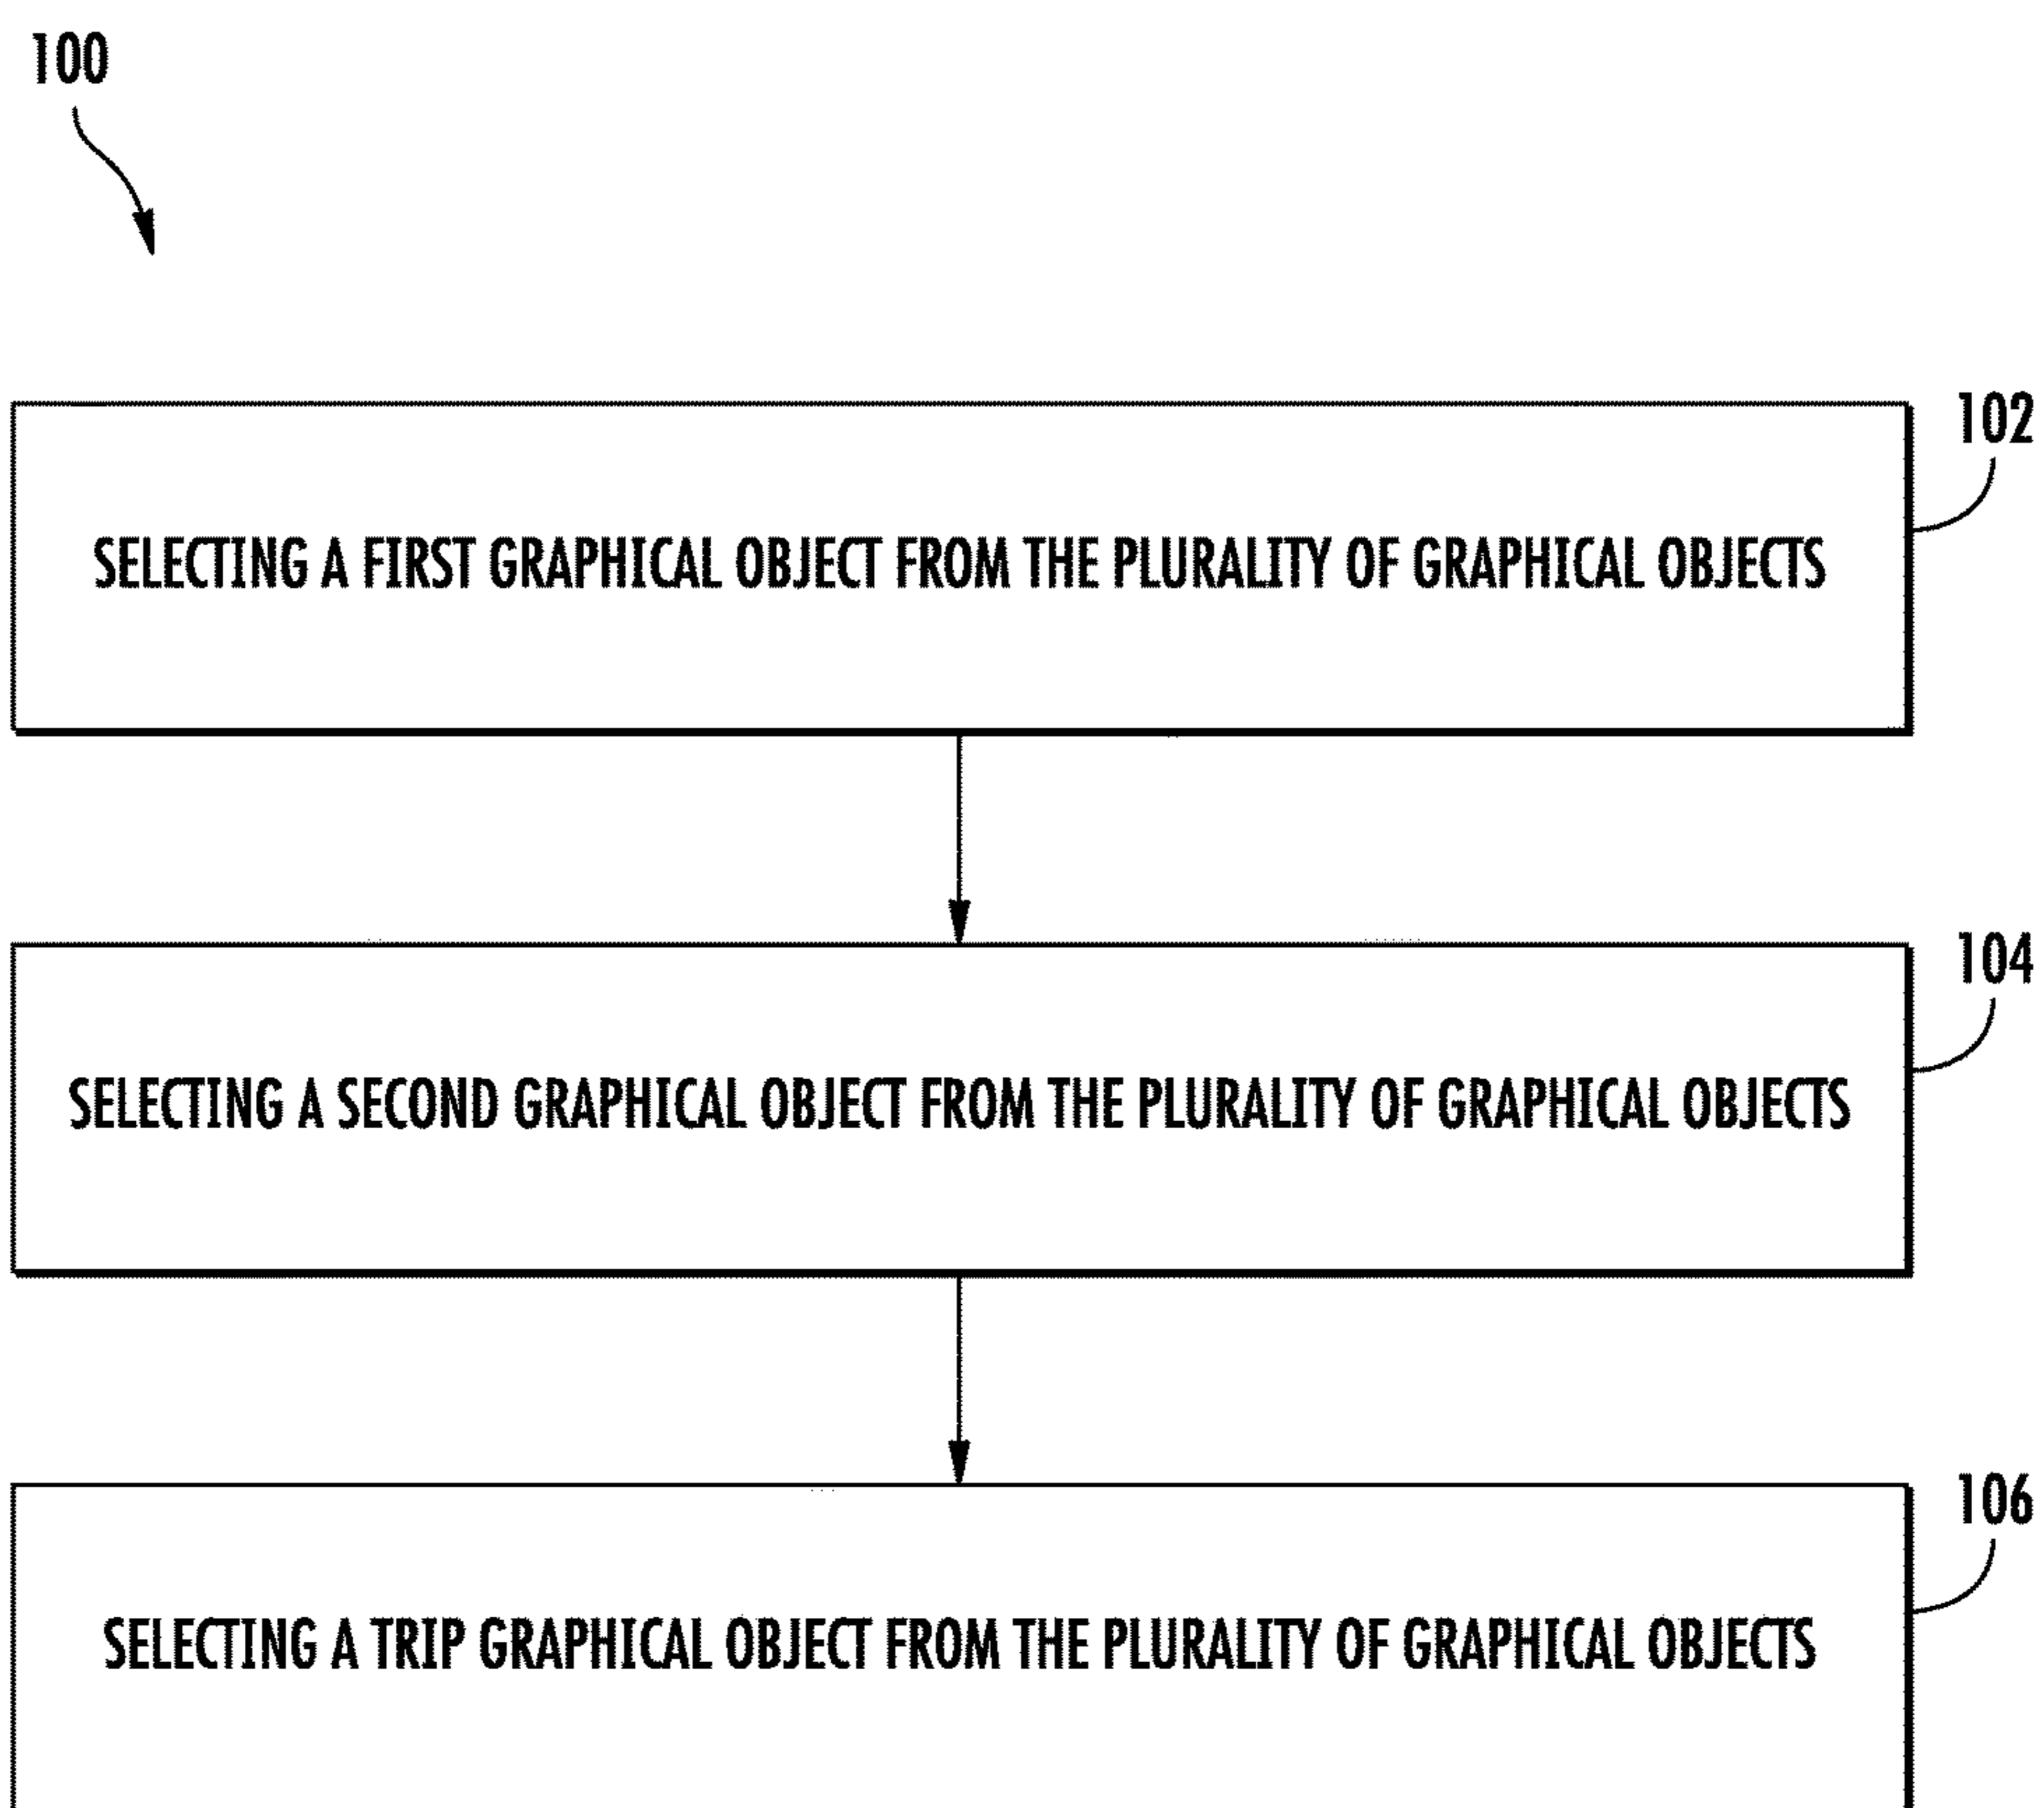 100
102
SELECTING A FIRST GRAPHICAL OBJECT FROM THE PLURALITY OF GRAPHICAL OBJECTS
104
SELECTING A SECOND GRAPHICAL OBJECT FROM THE PLURALITY OF GRAPHICAL OBJECTS
106
SELECTING A TRIP GRAPHICAL OBJECT FROM THE PLURALITY OF GRAPHICAL OBJECTS